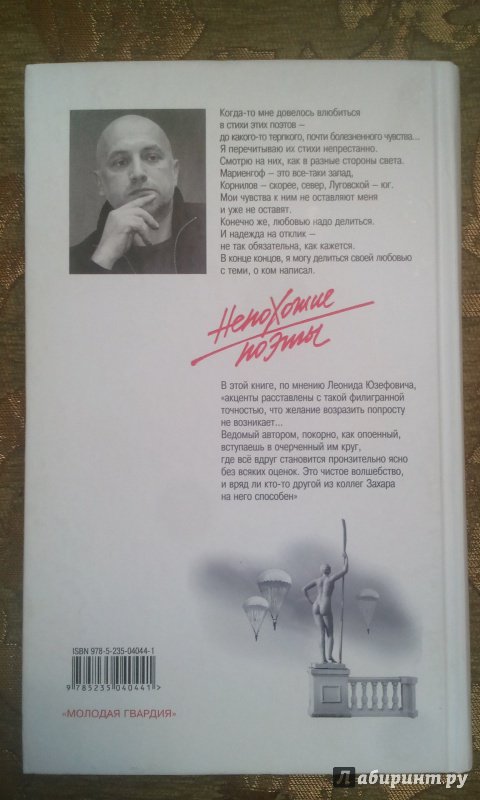 Когда-то мне довелось влюбиться
в стихи этих поэтов –
до какого-то терпкого, почти болезненного чувства...
Я перечитываю их стихи непрестанно.
Смотрю на них, как в разные стороны света.
Мариенгоф – это все-таки запад,
Корнилов – скорее, север, Луговской – юг.
Мои чувства к ним не оставляют меня
и уже не оставят.
Конечно же, любовью надо делиться.
И надежда на отклик –
не так обязательна, как кажется.
В конце концов, я могу делиться своей любовью
с теми, о ком написал.
Непохожие
поэты
В этой книге, по мнению Леонида Юзефовича,
«акценты расставлены с такой филигранной
точностью, что желание возразить попросту
не возникает...
Ведомый автором, покорно, как опоенный,
вступаешь в очерченный им круг,
где всё вдруг становится пронзительно ясно
без всяких оценок. Это чистое волшебство,
и вряд ли кто-то другой из коллег Захара
на него способен»
ISBN 978-5-235-04044-1
9 785235 040441 >
«МОЛОДАЯ ГВАРДИЯ»
Лабиринт.ру